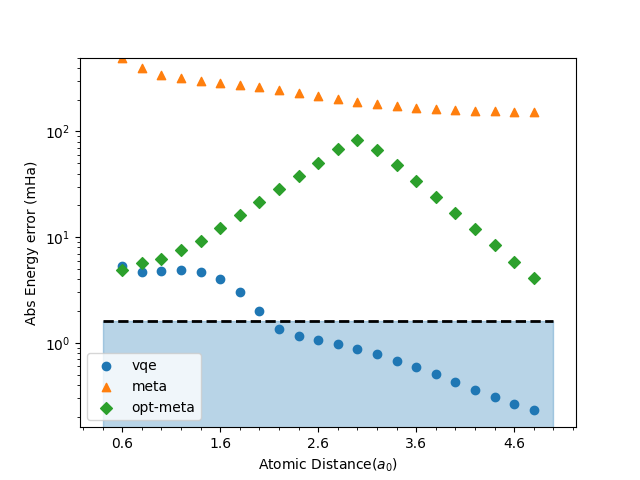 Abs Energy error (mHa)
10²
10¹
10⁰
vqe
meta
opt-meta
0.6 1.6 2.6 3.6 4.6
Atomic Distance(a₀)